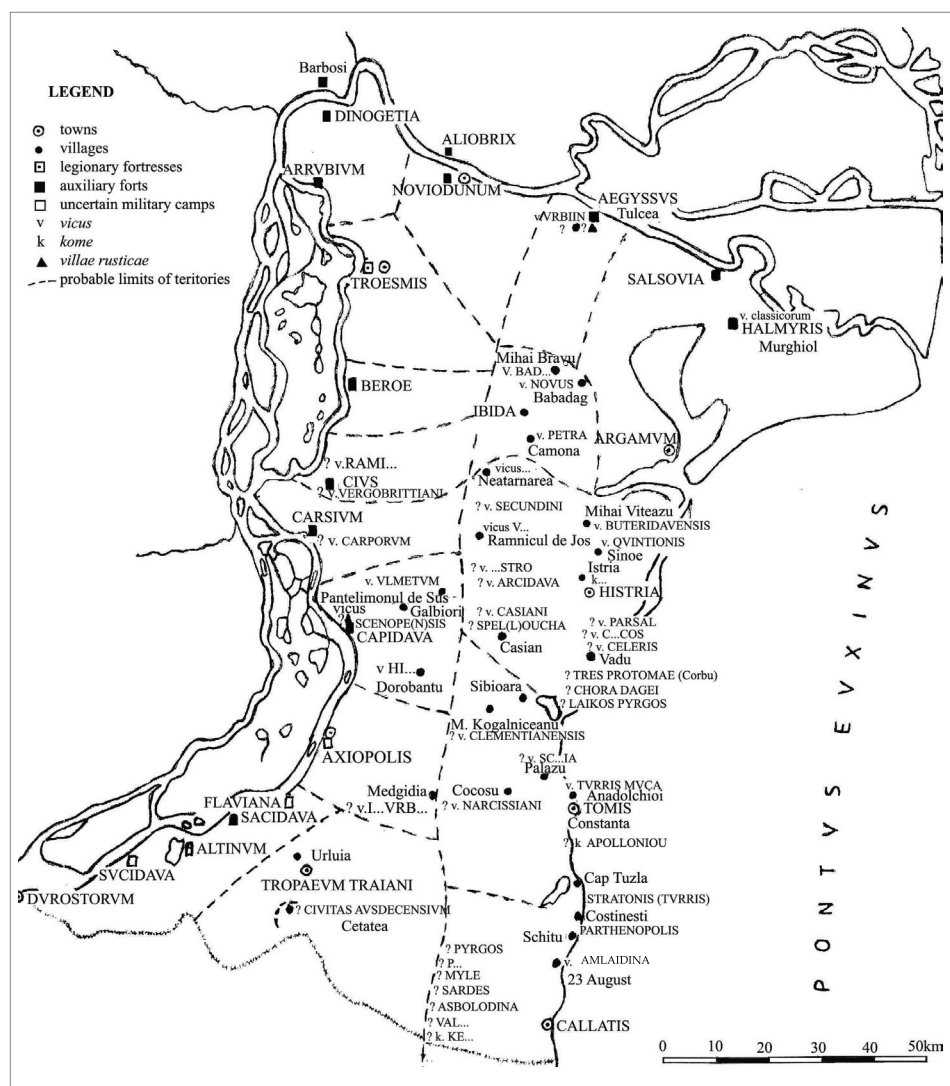 LEGEND
towns
villages
legionary fortresses
auxiliary forts
uncertain military camps
v vicus
k kome
villae rusticae
probable limits of teritories
Barbosi
DINOGETIA
ALIOBRIX
ARRVBIVM
NOVIODUNUM
AEGYSSVS
Tulcea
v. VRBIIN
? ?
TROESMIS
SALSOVIA
v. classicorum
HALMYRIS
Murghiol
Mihai Bravu
V. BAD...
BEROE
v. NOVUS
Babadag
IBIDA
v. PETRA
Camona
ARGAMVM
? v.RAMI...
CIVS
? v.VERGOBRITTIANI
vicus...
Neatarnarea
? v. SECUNDINI
Mihai Viteazu
v. BUTERIDAVENSIS
CARSIVM
? v. CARPORVM
vicus V...
Ramnicul de Jos
v. QVINTIONIS
Sinoe
? v. ...STRO
Istria
k...
? v. ARCIDAVA
HISTRIA
v. VLMETVM
Pantelimonul de Sus
vicus
Galbiori
?
SCENOPE(N)SIS
CAPIDAVA
? v. CASIANI
? SPEL(L)OUCHA
Casian
? v. PARSAL
? v. C...COS
? v. CELERIS
Vadu
v HI...
Dorobantu
? TRES PROTOMAE (Corbu)
? CHORA DAGEI
? LAIKOS PYRGOS
Sibioara
M. Kogalniceanu
? v. CLEMENTIANENSIS
AXIOPOLIS
? v. SC...IA
Palazu
FLAVIANA
SACIDAVA
Medgidia
? v.I...VRB...
Cocosu
? v. NARCISSIANI
v. TVRRIS MVCA
Anadolchioi
TOMIS
Constanta
ALTINVM
SVCIDAVA
? k APOLLONIOU
Urluia
TROPAEVM TRAIANI
DVROSTORVM
? CIVITAS AVSDECENSIVM
Cetatea
Cap Tuzla
STRATONIS (TVRRIS)
Costinesti
PARTHENOPOLIS
Schitu
v. AMLAIDINA
23 August
? PYRGOS
? P...
? MYLE
? SARDES
? ASBOLODINA
? VAL...
? k. KE...
CALLATIS
PONTVS EVXINVS
0 10 20 30 40 50km